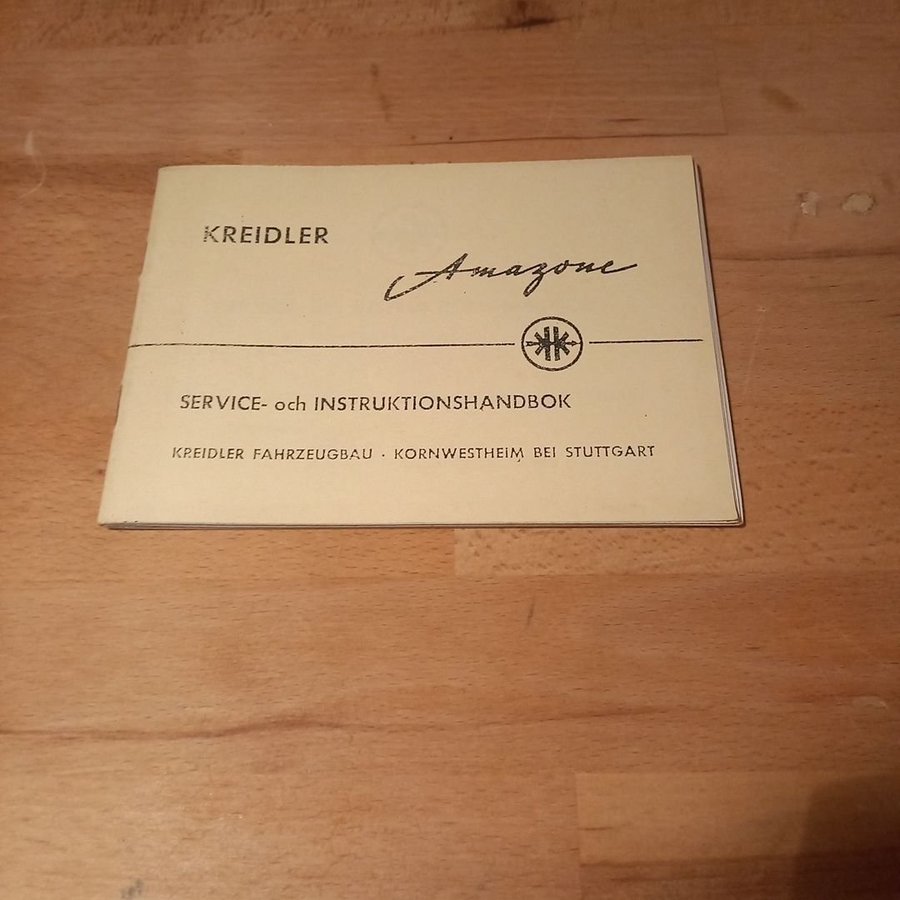 KREIDLER
Amazone
SERVICE- och INSTRUKTIONSHANDBOK
KREIDLER FAHRZEUGBAU · KORNWESTHEIM BEI STUTTGART